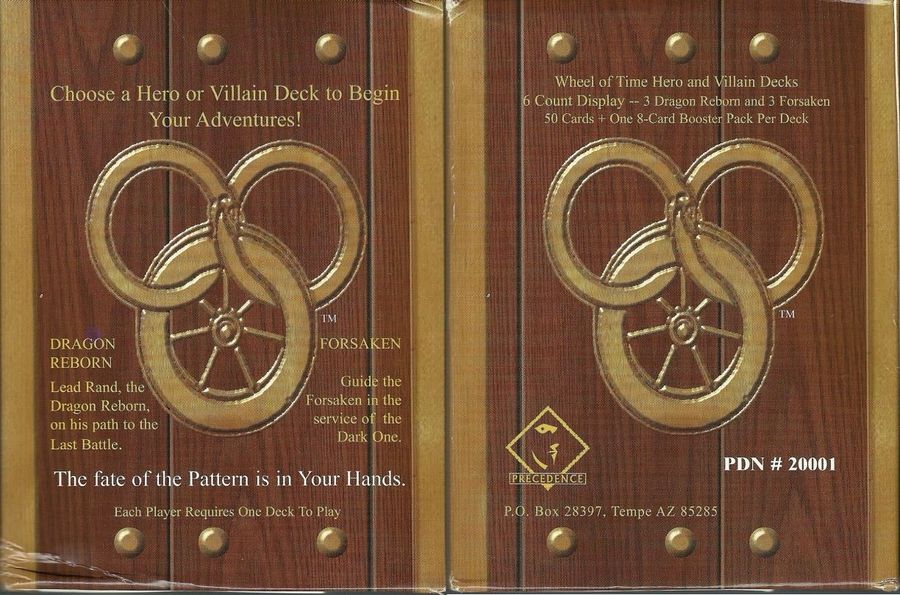 Choose a Hero or Villain Deck to Begin
Your Adventures!
TM
DRAGON
REBORN
Lead Rand, the
Dragon Reborn,
on his path to the
Last Battle.
FORSAKEN
Guide the
Forsaken in the
service of the
Dark One.
The fate of the Pattern is in Your Hands.
Each Player Requires One Deck To Play
Wheel of Time Hero and Villain Decks
6 Count Display -- 3 Dragon Reborn and 3 Forsaken
50 Cards + One 8-Card Booster Pack Per Deck
TM
PRECEDENCE
PDN # 20001
P.O. Box 28397, Tempe AZ 85285